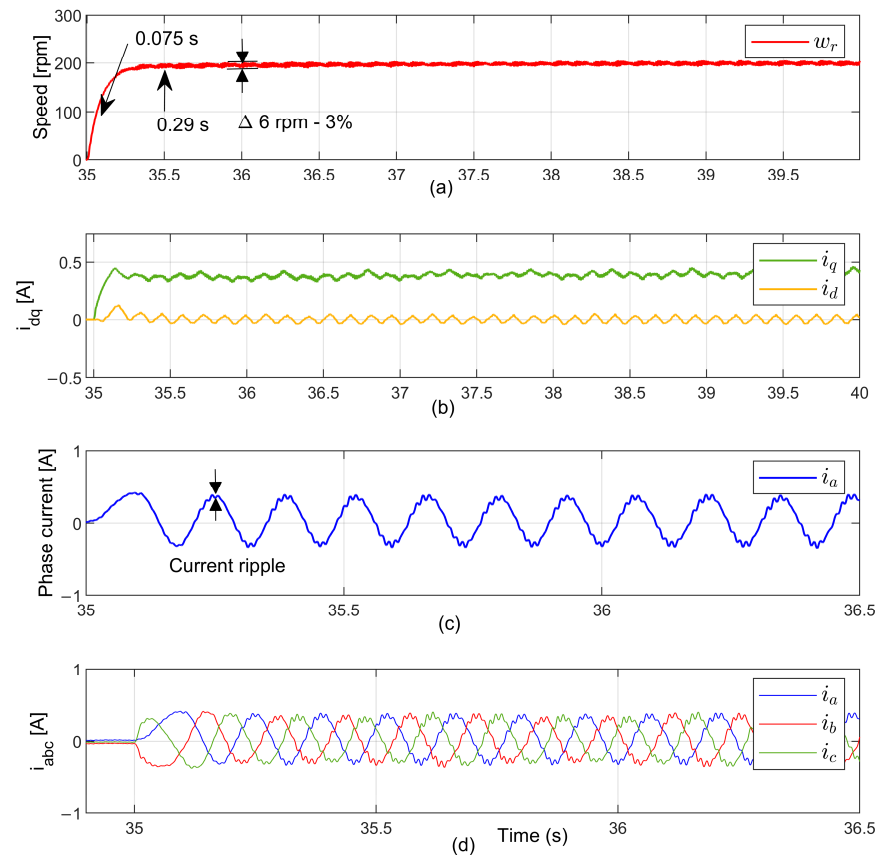 300
200
100
0
Speed [rpm]
0.075 s
0.29 s
Δ 6 rpm - 3%
w_r
35 35.5 36 36.5 37 37.5 38 38.5 39 39.5
(a)
0.5
0
−0.5
i_dq [A]
i_q
i_d
35 35.5 36 36.5 37 37.5 38 38.5 39 39.5 40
(b)
1
0
−1
Phase current [A]
i_a
Current ripple
35 35.5 36 36.5
(c)
1
0
−1
i_abc [A]
i_a
i_b
i_c
35 35.5 36 36.5
Time (s)
(d)